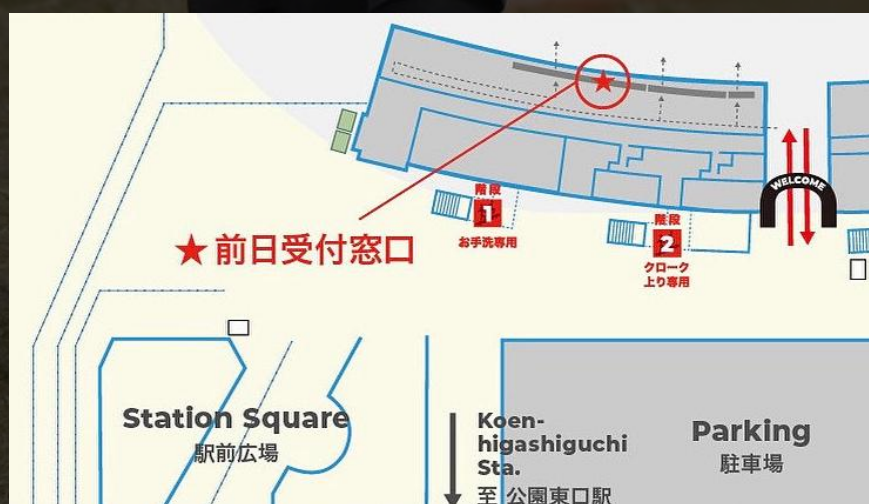 WELCOME
階段
1
お手洗専用
階段
2
クローク
上り専用
★前日受付窓口
Station Square
駅前広場
Koen-
higashiguchi
Sta.
至 公園東口駅
Parking
駐車場